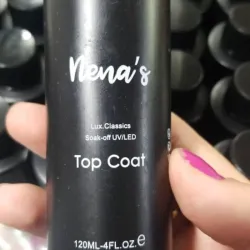 Nena's
Lux.Classics
Soak-off UV/LED
Top Coat
120ML-4FL.OZ.e